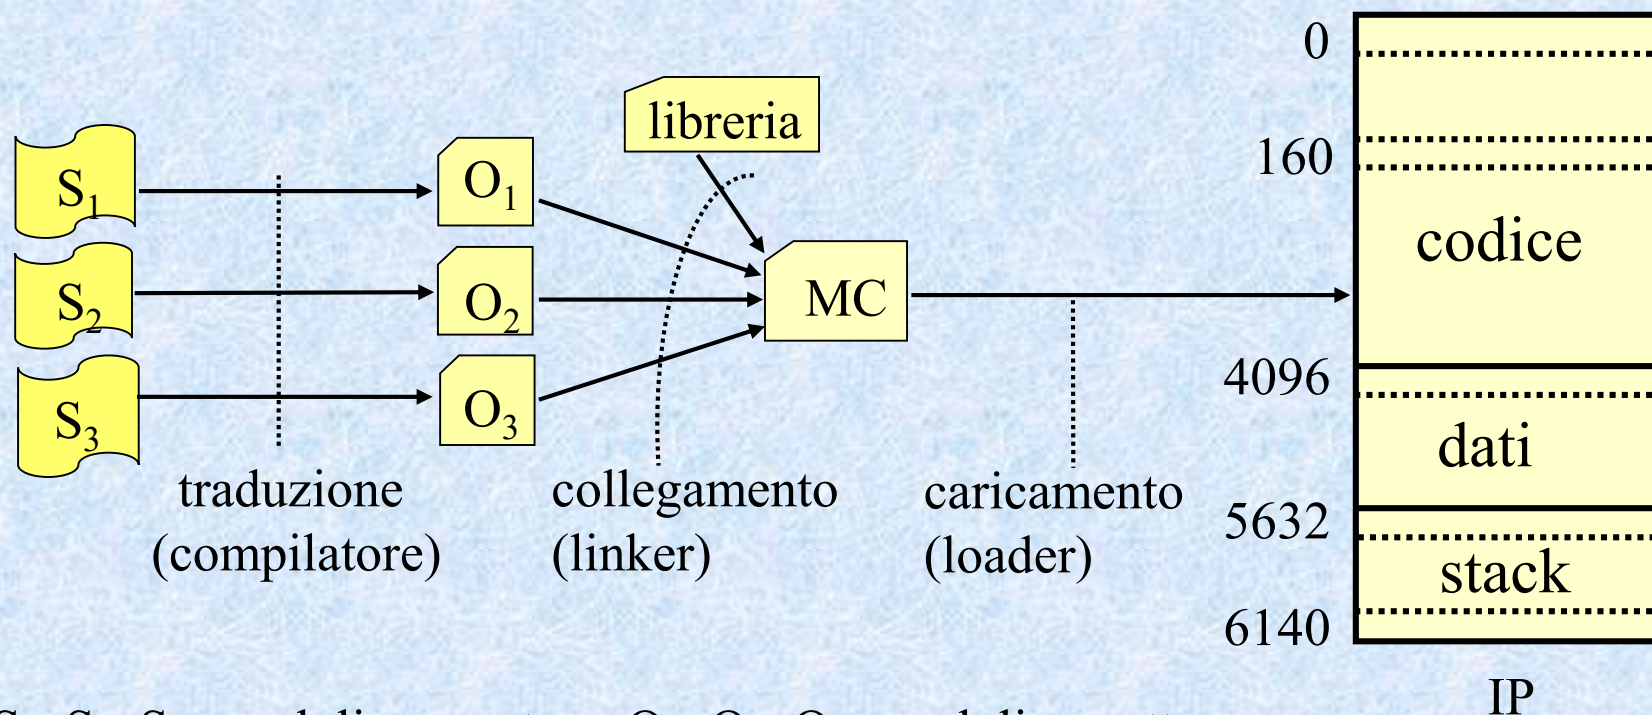 S1
S2
S3
O1
O2
O3
libreria
MC
traduzione
(compilatore)
collegamento
(linker)
caricamento
(loader)
0
160
4096
5632
6140
codice
dati
stack
IP